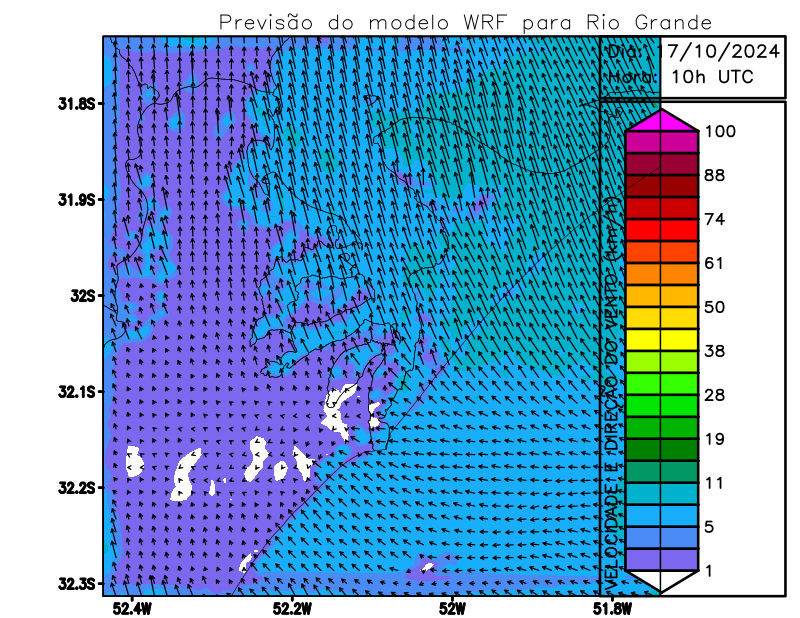 Previsão do modelo WRF para Rio Grande
Dia: 17/10/2024
Hora: 10h UTC
31.8S
31.9S
32S
32.1S
32.2S
32.3S
52.4W
52.2W
52W
51.8W
VELOCIDADE E DIREÇÃO DO VENTO (km/h)
100
88
74
61
50
38
28
19
11
5
1